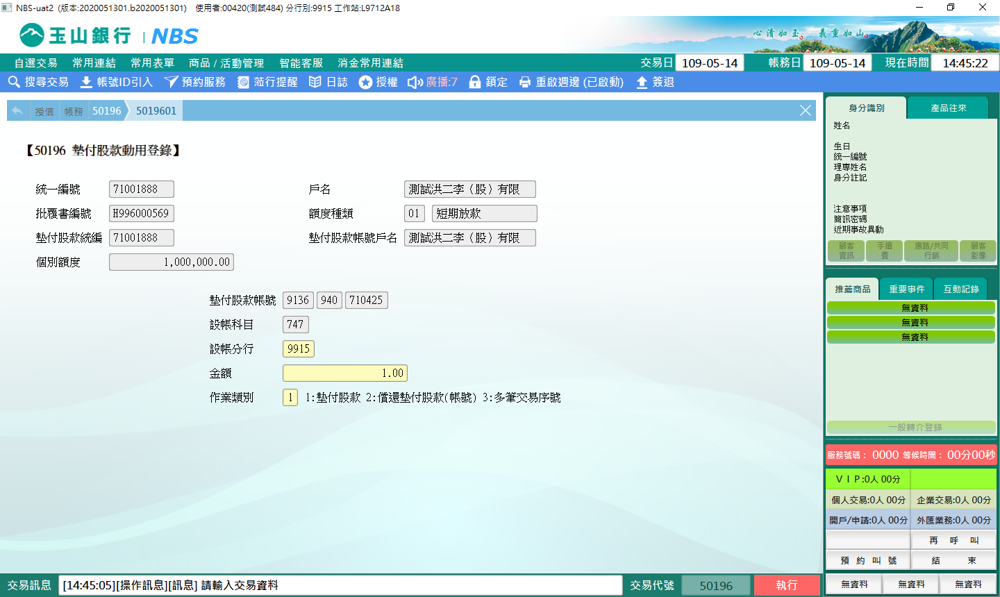 NBS-uat2 (版本:2020051301.b2020051301) 使用者:00420(測試484) 分行別:9915 工作站:L9712A18
玉山銀行 | NBS
心清如玉。義重如山。
自選交易 常用連結 常用表單 商品/活動管理 智能客服 消金常用連結 交易日 109-05-14 帳務日 109-05-14 現在時間 14:45:22
搜尋交易 帳號ID引入 預約服務 蒞行提醒 日誌 授權 廣播:7 鎖定 重啟週邊 (已啟動) 簽退
授信 帳務 50196 5019601
【50196 墊付股款動用登錄】
統一編號 71001888 戶名 測試洪二李（股）有限
批覆書編號 H996000569 額度種類 01 短期放款
墊付股款統編 71001888 墊付股款帳號戶名 測試洪二李（股）有限
個別額度 1,000,000.00
墊付股款帳號 9136 940 710425
設帳科目 747
設帳分行 9915
金額 1.00
作業類別 1 1:墊付股款 2:償還墊付股款(帳號) 3:多筆交易序號
交易訊息 [14:45:05][操作訊息][訊息] 請輸入交易資料 交易代號 50196 執行
身分識別 產品往來
姓名
生日
統一編號
理專姓名
身分註記
注意事項
簡訊密碼
近期事故異動
顧客資訊 手續費 通路/共同行銷 顧客影像
推薦商品 重要事件 互動記錄
無資料
無資料
無資料
一般轉介登錄
服務號碼： 0000 等候時間： 00分00秒
ＶＩＰ:0人 00分
個人交易:0人 00分 企業交易:0人 00分
開戶/申請:0人 00分 外匯業務:0人 00分
再 呼 叫
預 約 叫 號 結 束
無資料 無資料 無資料